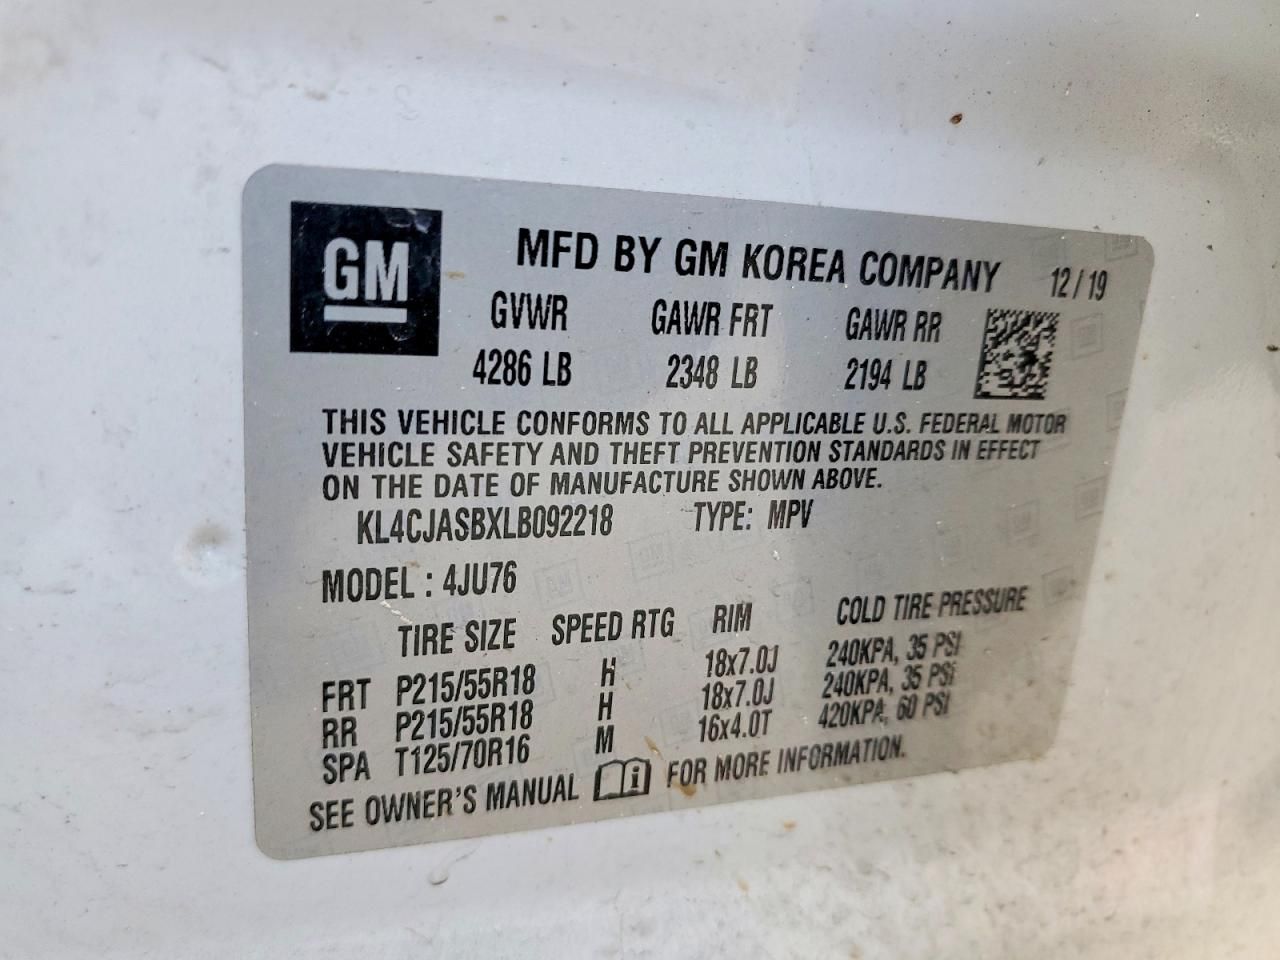 GM
MFD BY GM KOREA COMPANY 12/19
GVWR GAWR FRT GAWR RR
4286 LB 2348 LB 2194 LB
THIS VEHICLE CONFORMS TO ALL APPLICABLE U.S. FEDERAL MOTOR
VEHICLE SAFETY AND THEFT PREVENTION STANDARDS IN EFFECT
ON THE DATE OF MANUFACTURE SHOWN ABOVE.
KL4CJASBXLB092218 TYPE: MPV
MODEL : 4JU76
TIRE SIZE SPEED RTG RIM COLD TIRE PRESSURE
FRT P215/55R18 H 18x7.0J 240KPA, 35 PSI
RR P215/55R18 H 18x7.0J 240KPA, 35 PSI
SPA T125/70R16 M 16x4.0T 420KPA, 60 PSI
SEE OWNER'S MANUAL i FOR MORE INFORMATION.